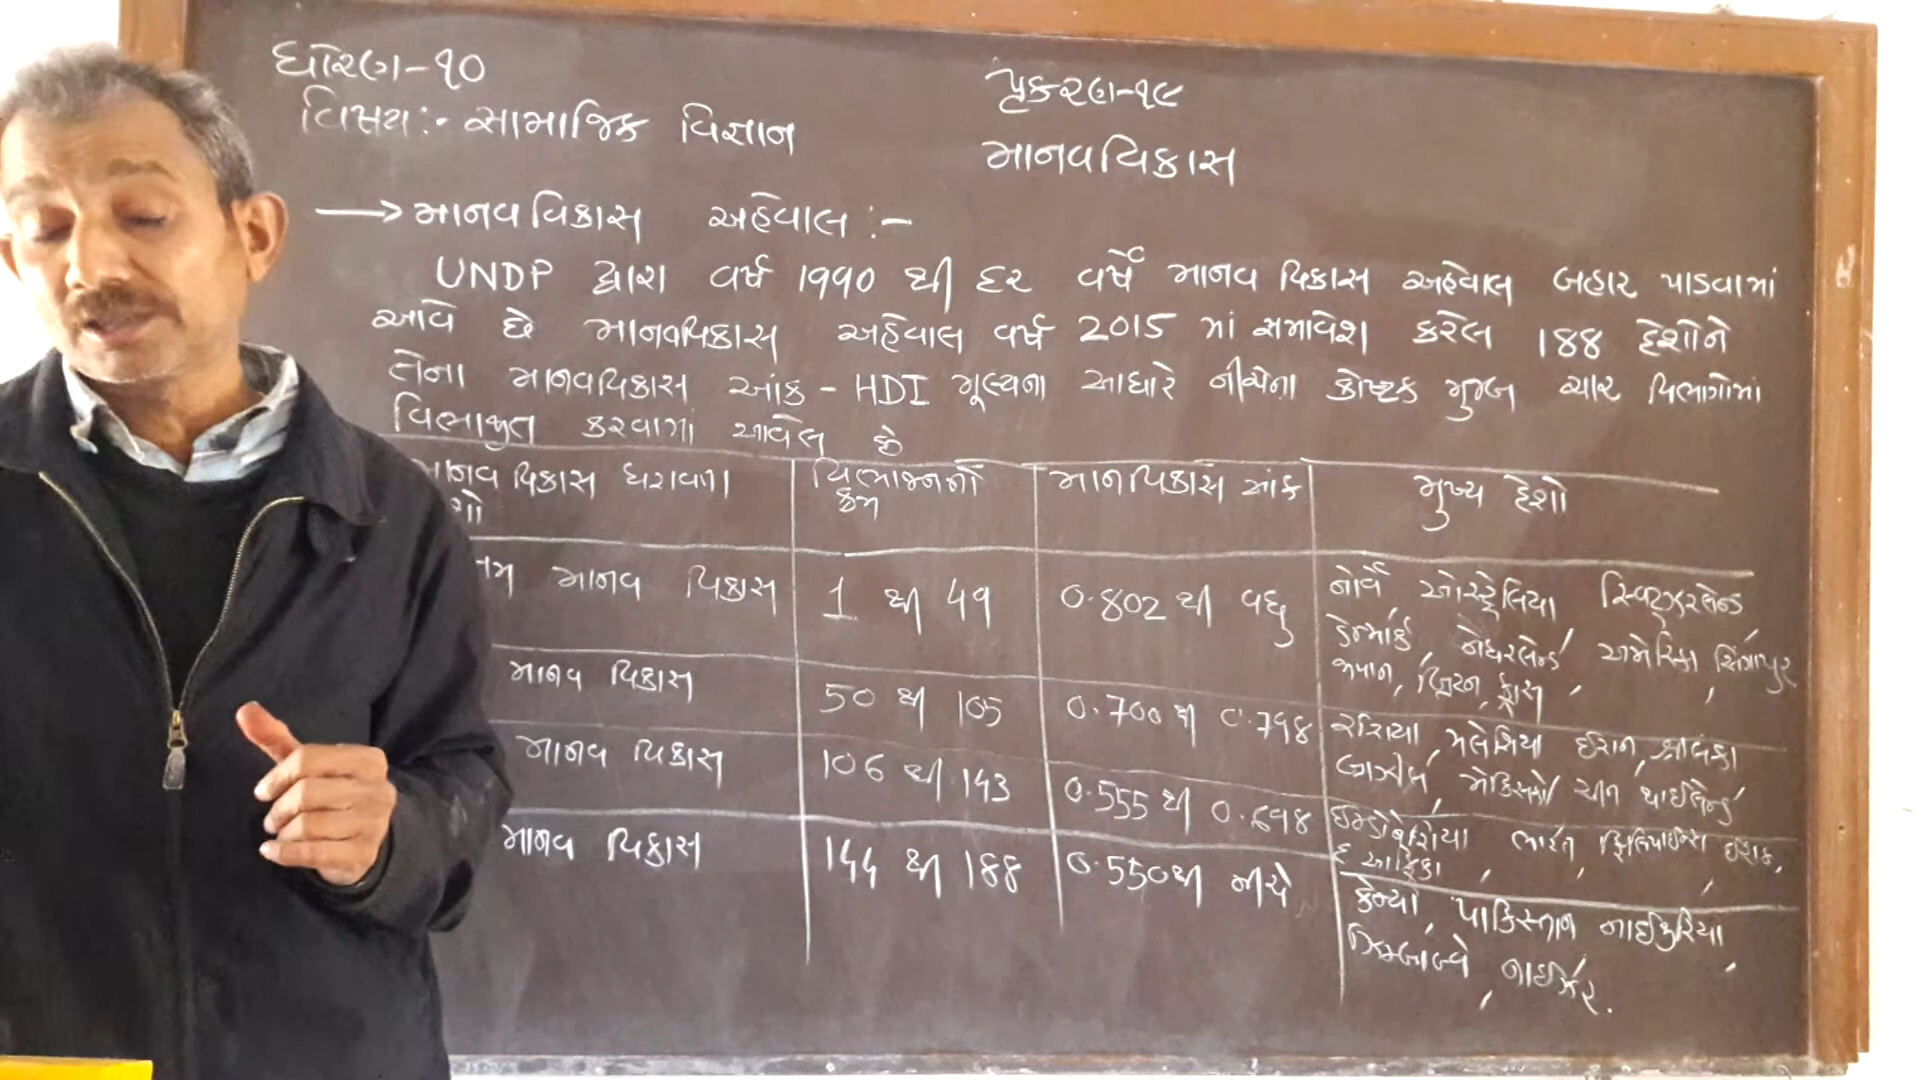 ધોરણ-૧૦
પ્રકરણ-૧૯
વિષય:- સામાજિક વિજ્ઞાન
માનવવિકાસ
→ માનવવિકાસ અહેવાલ :-
UNDP દ્વારા વર્ષ 1990 થી દર વર્ષે માનવ વિકાસ અહેવાલ બહાર પાડવામાં
આવે છે માનવવિકાસ અહેવાલ વર્ષ 2015 માં સમાવેશ કરેલ 188 દેશોને
તેના માનવવિકાસ આંક - HDI મૂલ્યના આધારે નીચેના કોષ્ટક મુજબ ચાર વિભાગોમાં
વિભાજીત કરવામાં આવેલ છે
માનવ વિકાસ ધરાવતા
શો
વિભાજનનો
ક્રમ
માનવિકાસ આંક
મુખ્ય દેશો
તમ માનવ વિકાસ
1 થી 49
0.802 થી વધુ
નોર્વે ઓસ્ટ્રેલિયા સ્વિટ્ઝરલેન્ડ
ડેન્માર્ક, નેધરલેન્ડ, અમેરિકા, સિંગાપુર
જાપાન, બ્રિટન, ફ્રાંસ
માનવ વિકાસ
50 થી 105
0.700 થી 0.798
રશિયા, મલેશિયા ઈરાન, શ્રીલંકા
બ્રાઝીલ, મેક્સિકો, ચીન થાઈલેન્ડ
માનવ વિકાસ
106 થી 143
0.555 થી 0.698
ઇન્ડોનેશિયા, ભારત, ફિલિપાઈન્સ, ઈરાક,
દ આફ્રિકા
માનવ વિકાસ
144 થી 188
0.550થી નીચે
કેન્યા, પાકિસ્તાન નાઈજીરિયા,
ઝિમ્બાબ્વે, નાઈઝર.